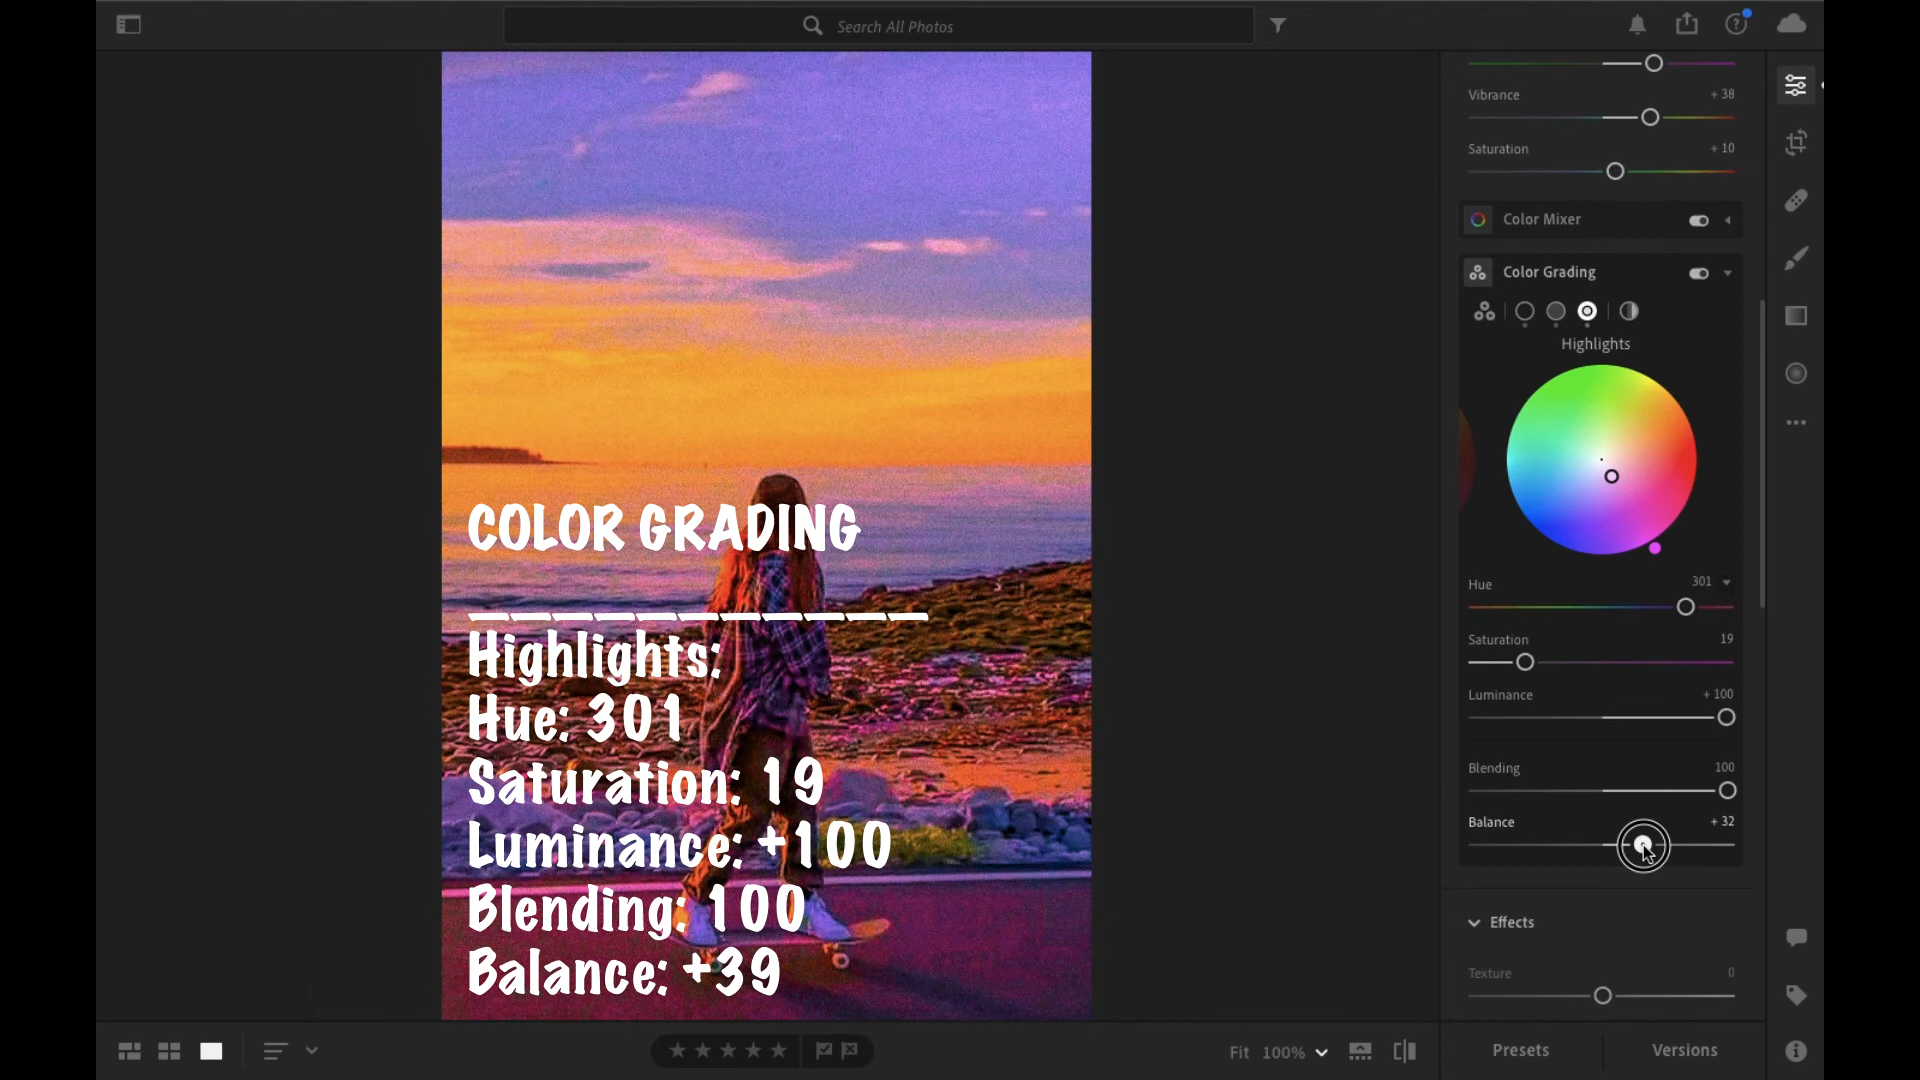 Search All Photos
Vibrance + 38
Saturation + 10
Color Mixer
Color Grading
Highlights
Hue 301
Saturation 19
Luminance + 100
Blending 100
Balance + 32
Effects
Texture 0
COLOR GRADING
___________
Highlights:
Hue: 301
Saturation: 19
Luminance: +100
Blending: 100
Balance: +39
Fit 100%
Presets Versions